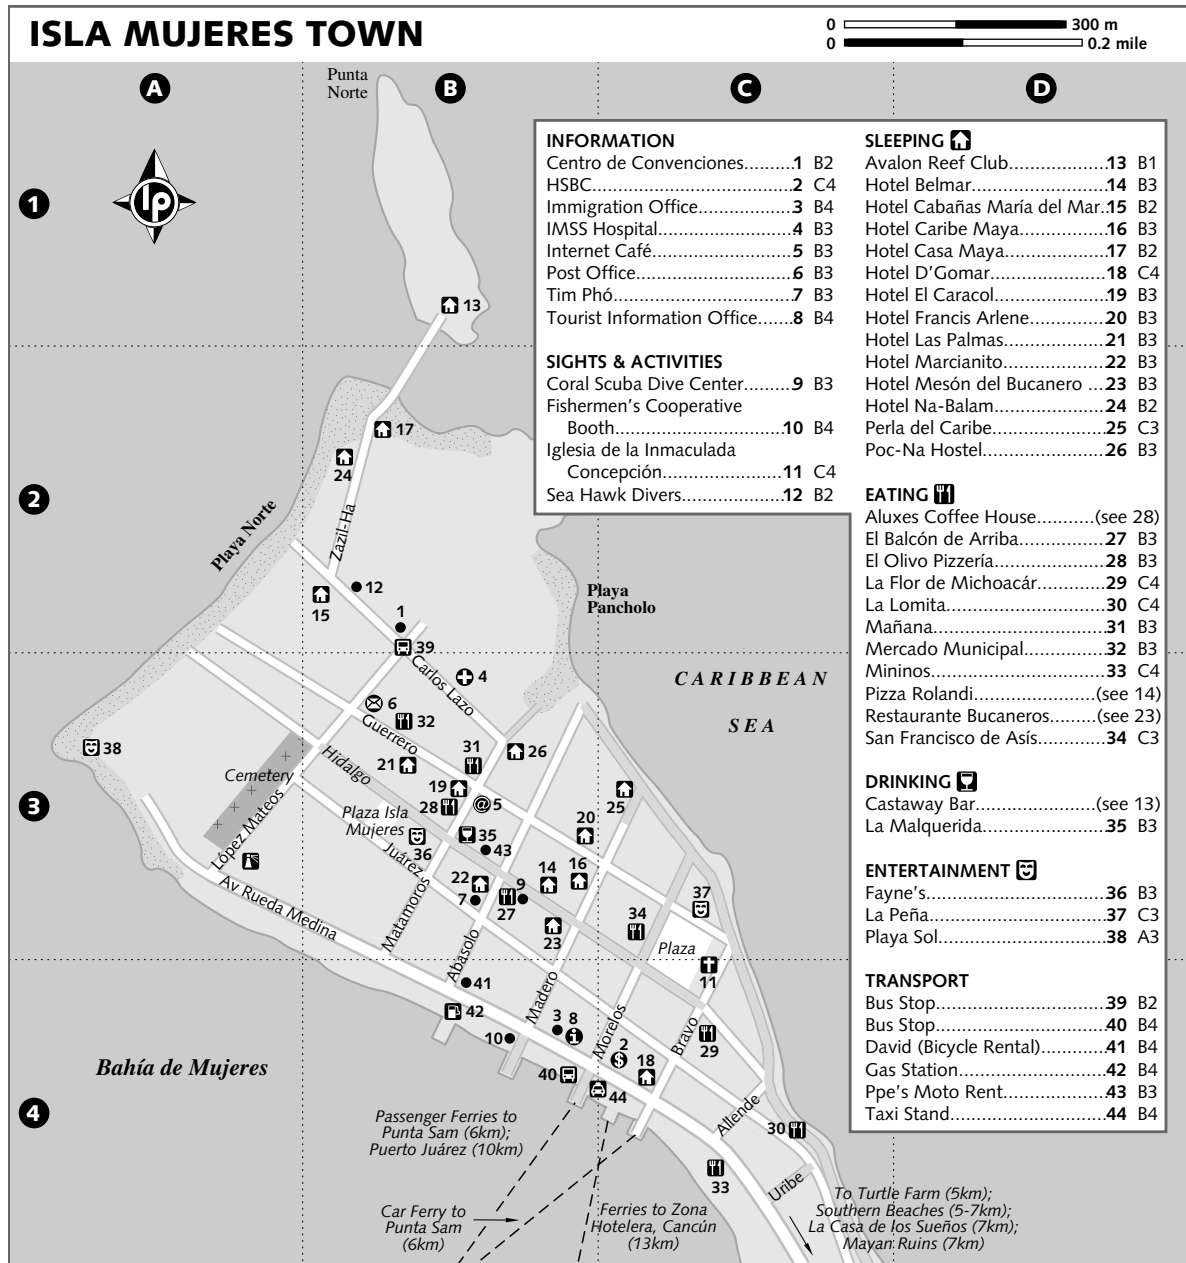 ISLA MUJERES TOWN
0 300 m
0 0.2 mile
A B C D
1
2
3
4
lp
Punta
Norte
INFORMATION
Centro de Convenciones.........1 B2
HSBC.....................................2 C4
Immigration Office..................3 B4
IMSS Hospital.........................4 B3
Internet Café..........................5 B3
Post Office.............................6 B3
Tim Phó.................................7 B3
Tourist Information Office......8 B4
SIGHTS & ACTIVITIES
Coral Scuba Dive Center.........9 B3
Fishermen's Cooperative
Booth.................................10 B4
Iglesia de la Inmaculada
Concepción.......................11 C4
Sea Hawk Divers...................12 B2
SLEEPING
Avalon Reef Club..................13 B1
Hotel Belmar.........................14 B3
Hotel Cabañas María del Mar..15 B2
Hotel Caribe Maya.................16 B3
Hotel Casa Maya...................17 B2
Hotel D'Gomar......................18 C4
Hotel El Caracol.....................19 B3
Hotel Francis Arlene...............20 B3
Hotel Las Palmas...................21 B3
Hotel Marcianito....................22 B3
Hotel Mesón del Bucanero ...23 B3
Hotel Na-Balam.....................24 B2
Perla del Caribe.....................25 C3
Poc-Na Hostel.......................26 B3
EATING
Aluxes Coffee House...........(see 28)
El Balcón de Arriba................27 B3
El Olivo Pizzería.....................28 B3
La Flor de Michoacár..............29 C4
La Lomita..............................30 C4
Mañana.................................31 B3
Mercado Municipal................32 B3
Mininos.................................33 C4
Pizza Rolandi......................(see 14)
Restaurante Bucaneros.......(see 23)
San Francisco de Asís.............34 C3
DRINKING
Castaway Bar.....................(see 13)
La Malquerida.......................35 B3
ENTERTAINMENT
Fayne's..................................36 B3
La Peña.................................37 C3
Playa Sol...............................38 A3
TRANSPORT
Bus Stop...............................39 B2
Bus Stop...............................40 B4
David (Bicycle Rental)............41 B4
Gas Station...........................42 B4
Ppe's Moto Rent...................43 B3
Taxi Stand.............................44 B4
13
17
24
Playa Norte
Zazil-Ha
12
15
1
39
Playa
Pancholo
Carlos Lazo
4
CARIBBEAN
SEA
6
32
Guerrero
38
Hidalgo
31
26
21
Cemetery
19
28
@ 5
25
Plaza Isla
Mujeres
20
35
36
43
López Mateos
Juárez
Av Rueda Medina
22
9
14
16
7
27
37
23
34
Matamoros
Plaza
11
Abasolo
41
42
Madero
3 8
i
10
Morelos
2
$
18
Bravo
29
40
44
Bahía de Mujeres
Allende
30
33
Uribe
Passenger Ferries to
Punta Sam (6km);
Puerto Juárez (10km)
Car Ferry to
Punta Sam
(6km)
Ferries to Zona
Hotelera, Cancún
(13km)
To Turtle Farm (5km);
Southern Beaches (5-7km);
La Casa de los Sueños (7km);
Mayan Ruins (7km)